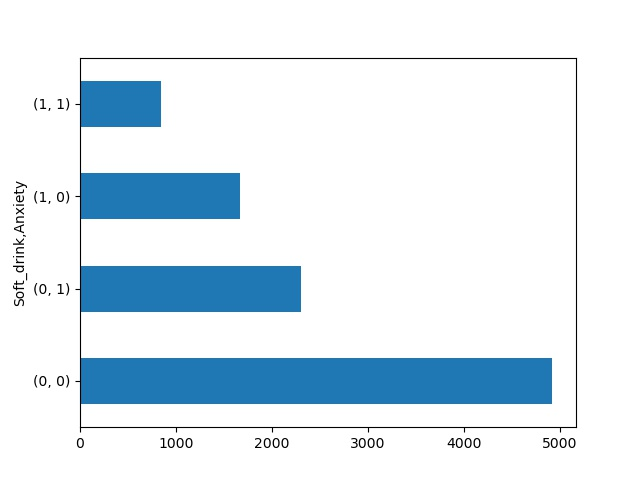 (1, 1)
(1, 0)
(0, 1)
(0, 0)
Soft_drink,Anxiety
0 1000 2000 3000 4000 5000